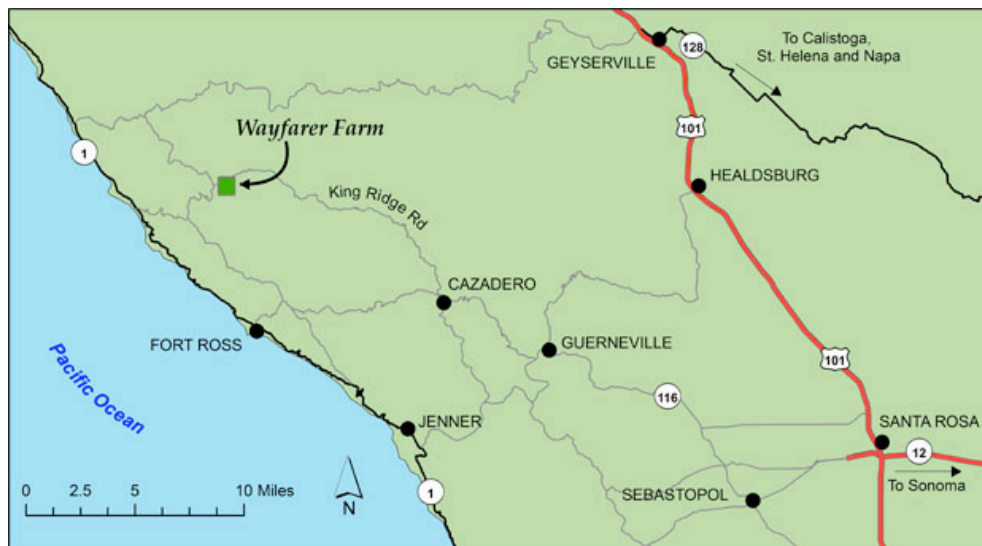 To Calistoga,
St. Helena and Napa
128
GEYSERVILLE
101
Wayfarer Farm
1
HEALDSBURG
King Ridge Rd
CAZADERO
FORT ROSS
GUERNEVILLE
101
Pacific Ocean
116
JENNER
SANTA ROSA
12
To Sonoma
0 2.5 5 10 Miles
N
1
SEBASTOPOL